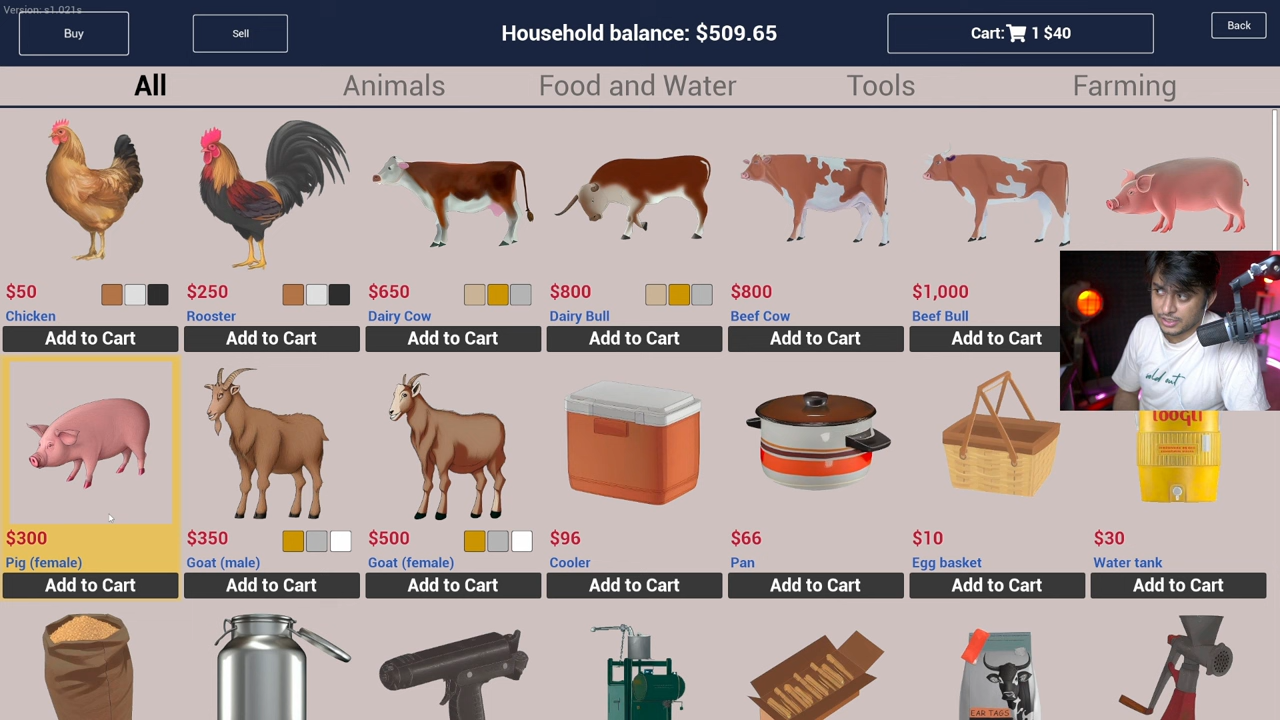 Version: s1.021s
Buy
Sell
Household balance: $509.65
Cart: 1 $40
Back
All
Animals
Food and Water
Tools
Farming
$50
Chicken
Add to Cart
$250
Rooster
Add to Cart
$650
Dairy Cow
Add to Cart
$800
Dairy Bull
Add to Cart
$800
Beef Cow
Add to Cart
$1,000
Beef Bull
Add to Cart
$300
Pig (female)
Add to Cart
$350
Goat (male)
Add to Cart
$500
Goat (female)
Add to Cart
$96
Cooler
Add to Cart
$66
Pan
Add to Cart
$10
Egg basket
Add to Cart
$30
Water tank
Add to Cart
EAR TAGS